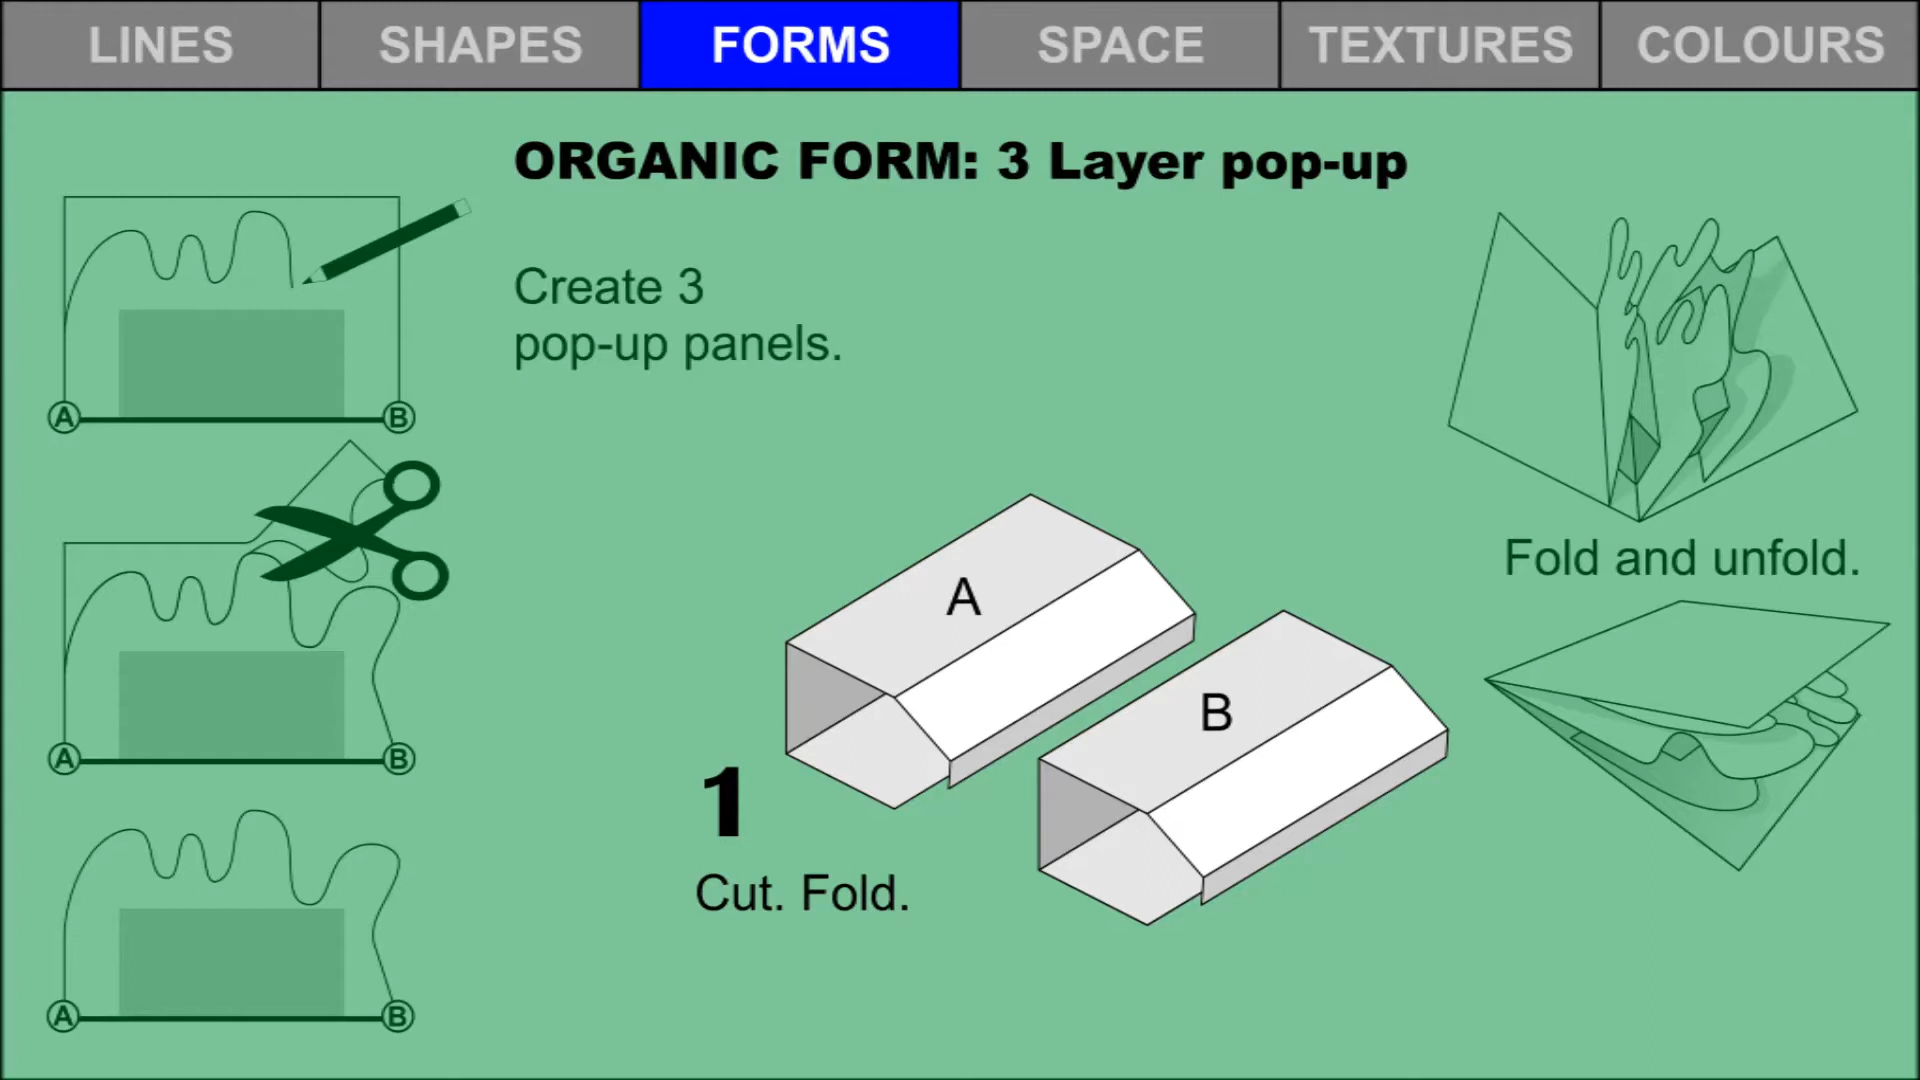 LINES SHAPES FORMS SPACE TEXTURES COLOURS
ORGANIC FORM: 3 Layer pop-up
Create 3
pop-up panels.
A B
A B
A B
A
B
1
Cut. Fold.
Fold and unfold.